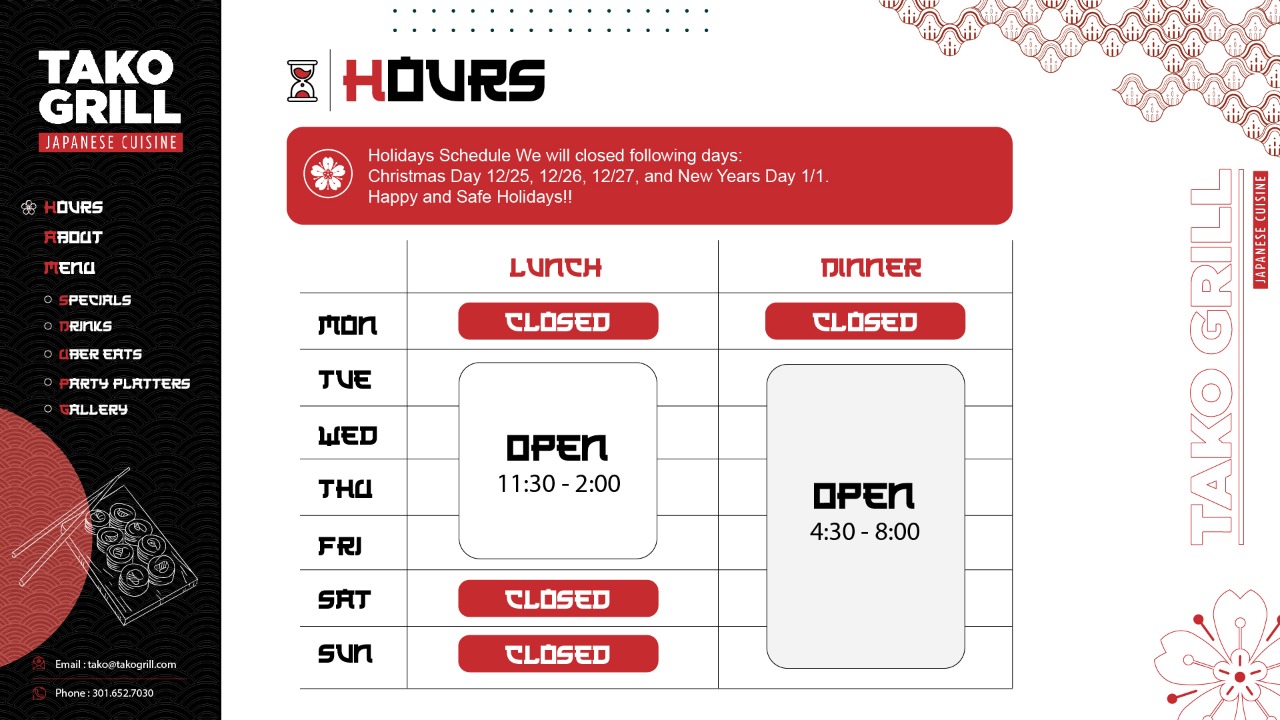 TAKO
GRILL
JAPANESE CUISINE
HOURS
ABOUT
MENU
SPECIALS
DRINKS
UBER EATS
PARTY PLATTERS
GALLERY
Email : tako@takogrill.com
Phone : 301.652.7030
HOURS
Holidays Schedule We will closed following days:
Christmas Day 12/25, 12/26, 12/27, and New Years Day 1/1.
Happy and Safe Holidays!!
LUNCH DINNER
MON CLOSED CLOSED
TUE
WED
OPEN
11:30 - 2:00
THU
OPEN
4:30 - 8:00
FRI
SAT CLOSED
SUN CLOSED
TAKO GRILL
JAPANESE CUISINE